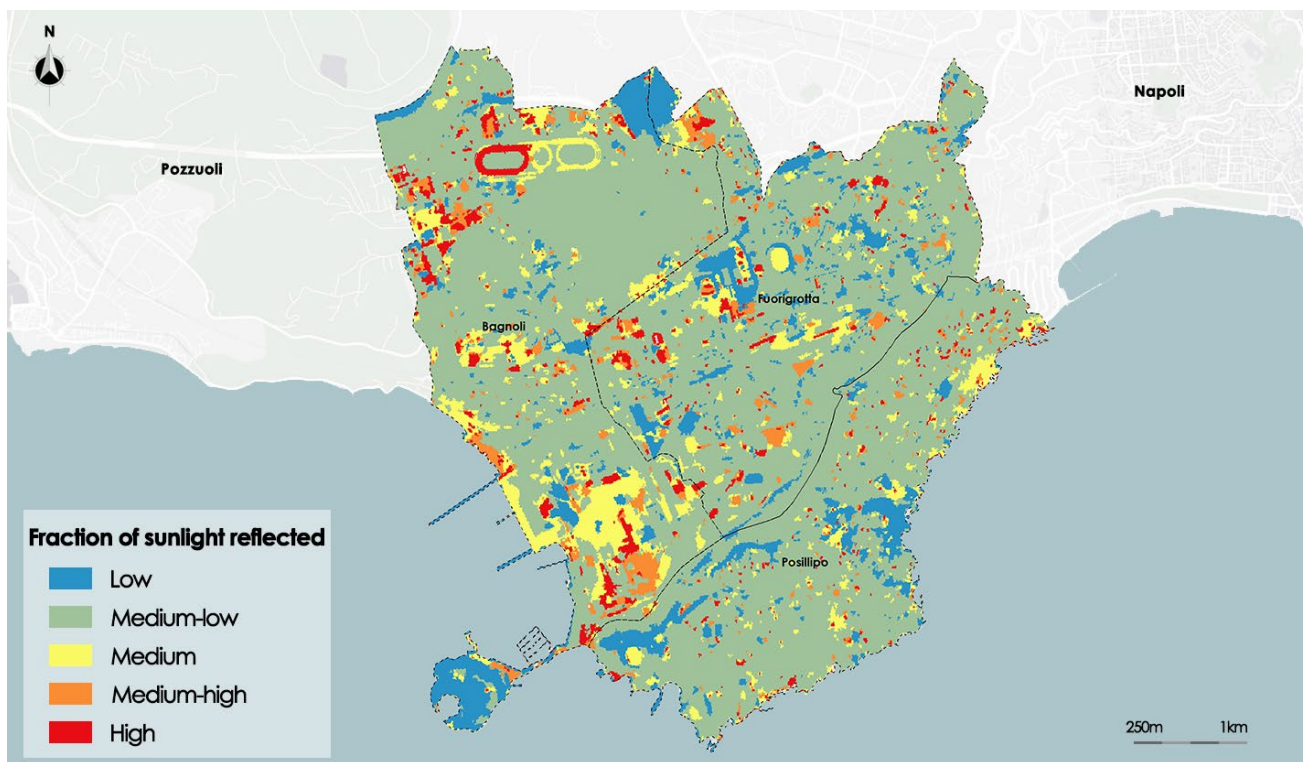 N
Napoli
Pozzuoli
Fuorigrotta
Bagnoli
Posillipo
Fraction of sunlight reflected
Low
Medium-low
Medium
Medium-high
High
250m 1km